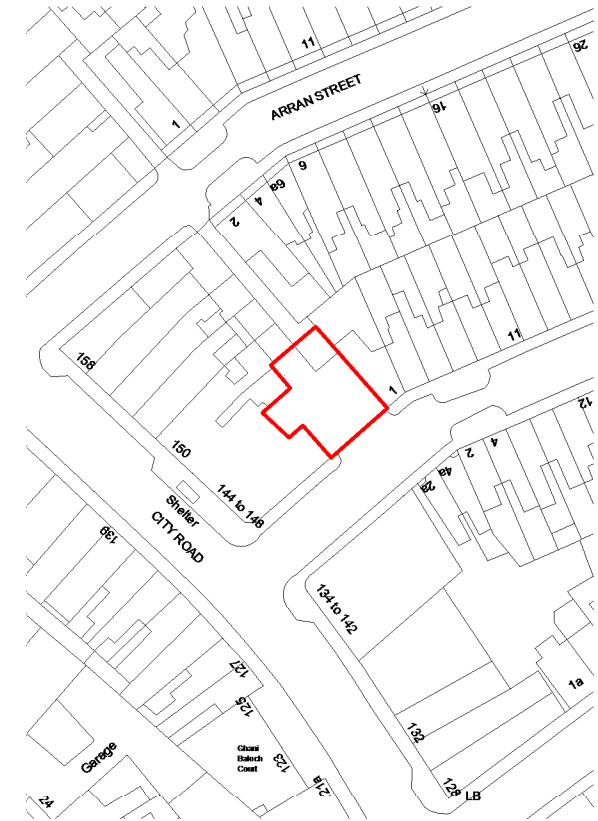 11
26
ARRAN STREET
1
16
6
6a
4
2
158
11
1
12
150
4
2
4a
2a
144 to 148
Shelter
CITY ROAD
139
134 to 142
127
125
1a
132
Garage
Ghani
Baloch
Court
123
21a
128
LB
24